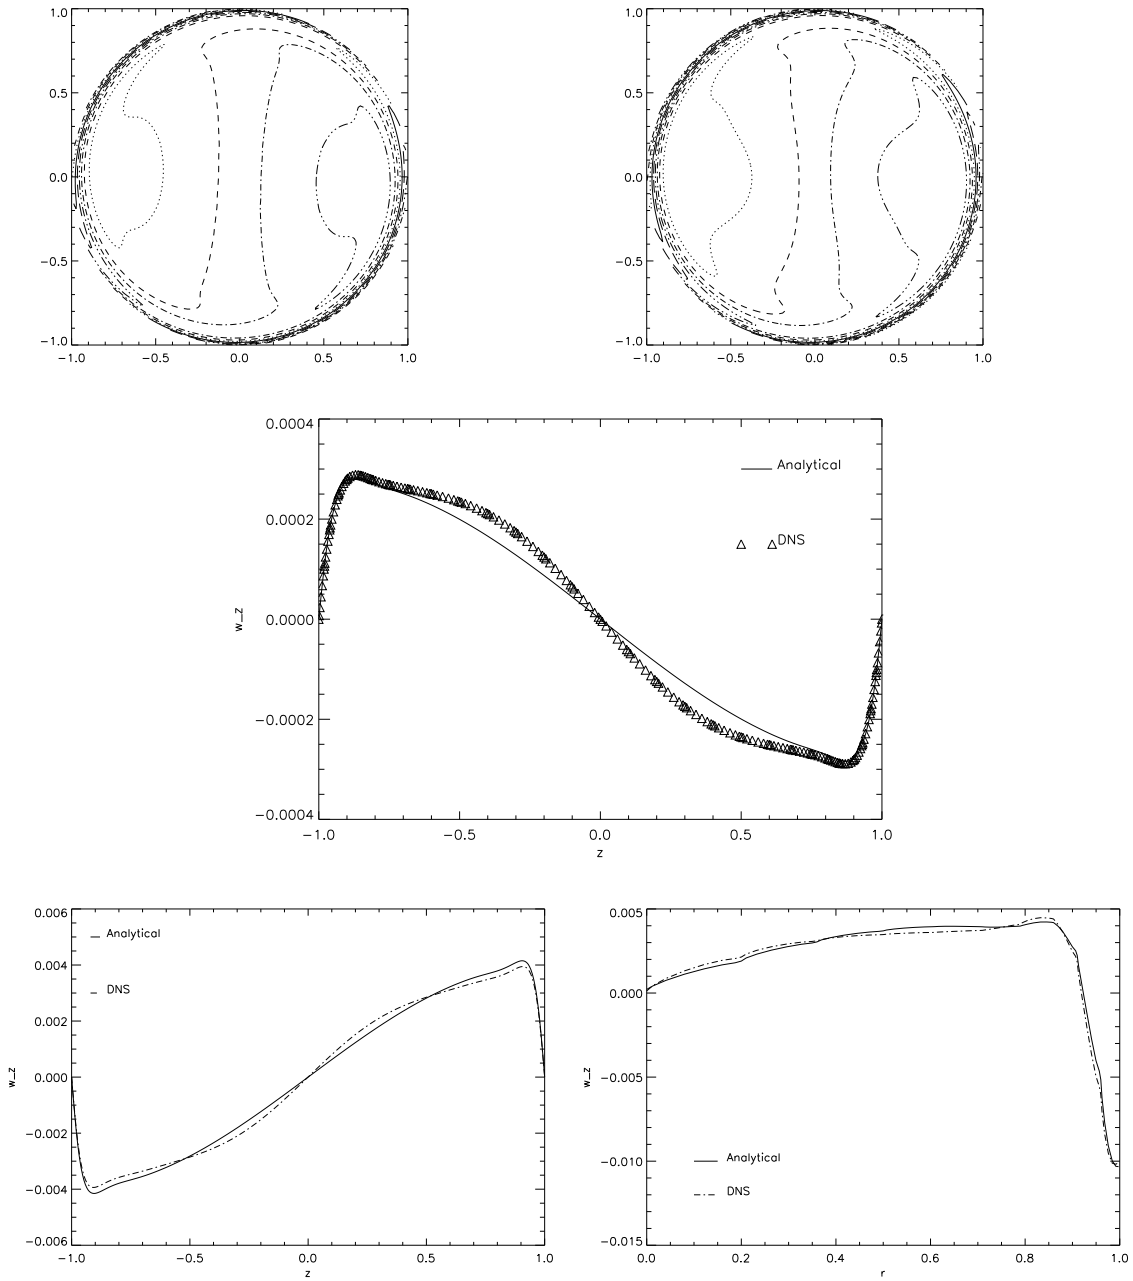 1.0 1.0
0.5 0.5
0.0 0.0
−0.5 −0.5
−1.0 −1.0
−1.0 −0.5 0.0 0.5 1.0 −1.0 −0.5 0.0 0.5 1.0
0.0004
Analytical
0.0002
DNS
0.0000
w_z
−0.0002
−0.0004
−1.0 −0.5 0.0 0.5 1.0
z
0.006
Analytical
0.004
DNS
0.002
0.000
w_z
−0.002
−0.004
−0.006
−1.0 −0.5 0.0 0.5 1.0
z
0.005
0.000
w_z
−0.005
−0.010
Analytical
DNS
−0.015
0.0 0.2 0.4 0.6 0.8 1.0
r